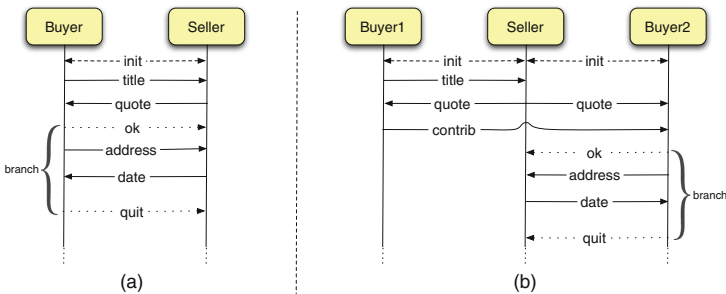 Buyer Seller
init
title
quote
ok
address
branch
date
quit
(a)
Buyer1 Seller Buyer2
init init
title
quote quote
contrib
ok
address
branch
date
quit
(b)